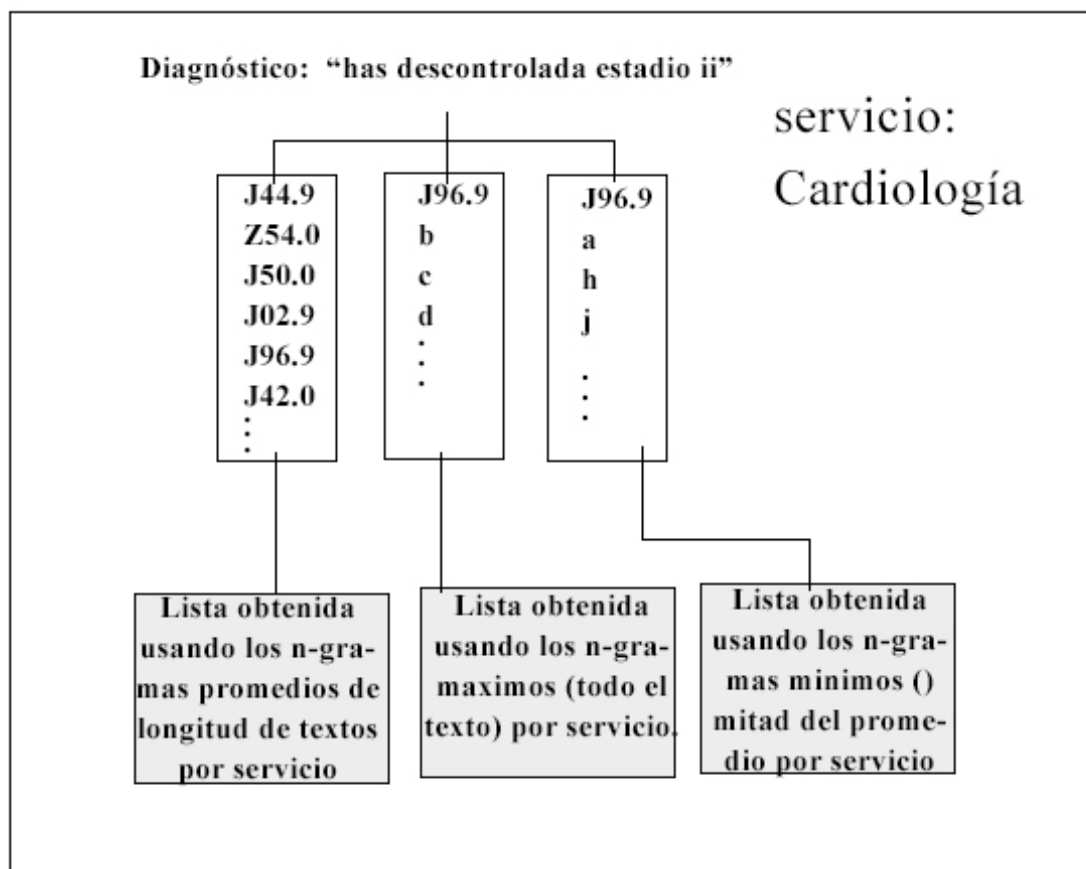 Diagnóstico: “has descontrolada estadio ii”
servicio:
Cardiología
J44.9
Z54.0
J50.0
J02.9
J96.9
J42.0
J96.9
b
c
d
J96.9
a
h
j
Lista obtenida
usando los n-gra-
mas promedios de
longitud de textos
por servicio
Lista obtenida
usando los n-gra-
maximos (todo el
texto) por servicio.
Lista obtenida
usando los n-gra-
mas minimos ()
mitad del prome-
dio por servicio